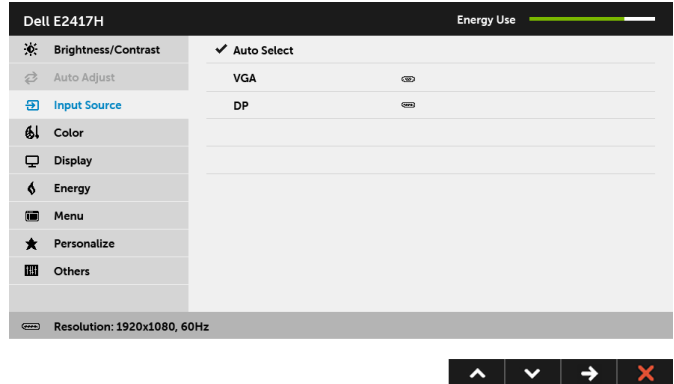 Dell E2417H Energy Use
Brightness/Contrast Auto Select
Auto Adjust VGA
Input Source DP
Color
Display
Energy
Menu
Personalize
Others
Resolution: 1920x1080, 60Hz